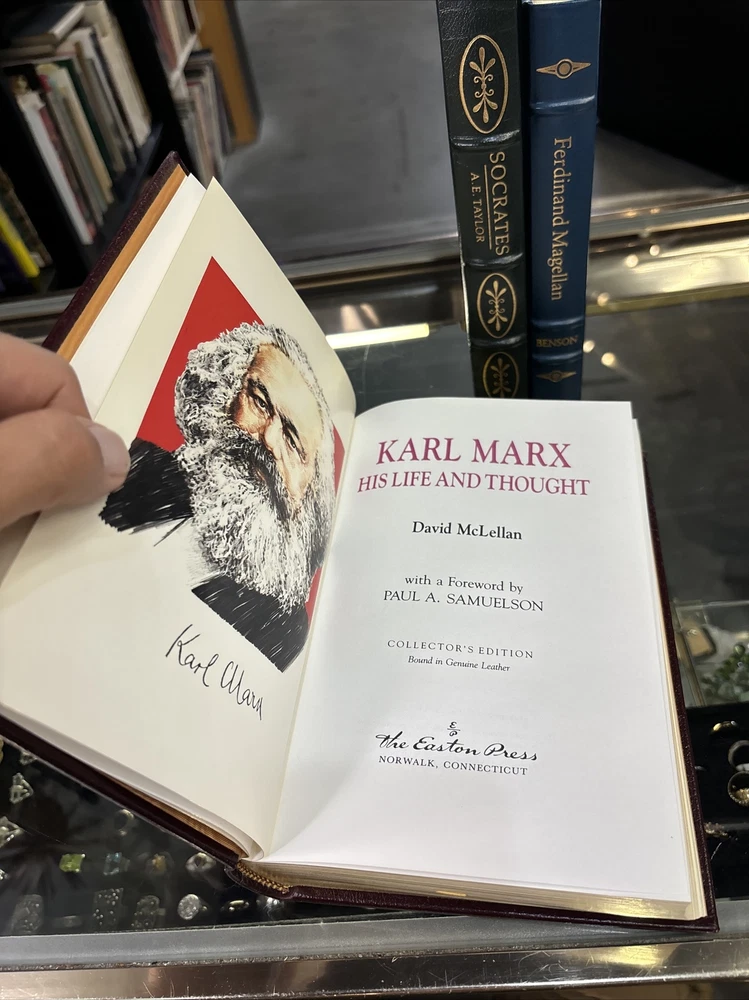 SOCRATES
A.E. TAYLOR
Ferdinand Magellan
BENSON
Karl Marx
KARL MARX
HIS LIFE AND THOUGHT
David McLellan
with a Foreword by
PAUL A. SAMUELSON
COLLECTOR'S EDITION
Bound in Genuine Leather
E
P
The Easton Press
NORWALK, CONNECTICUT